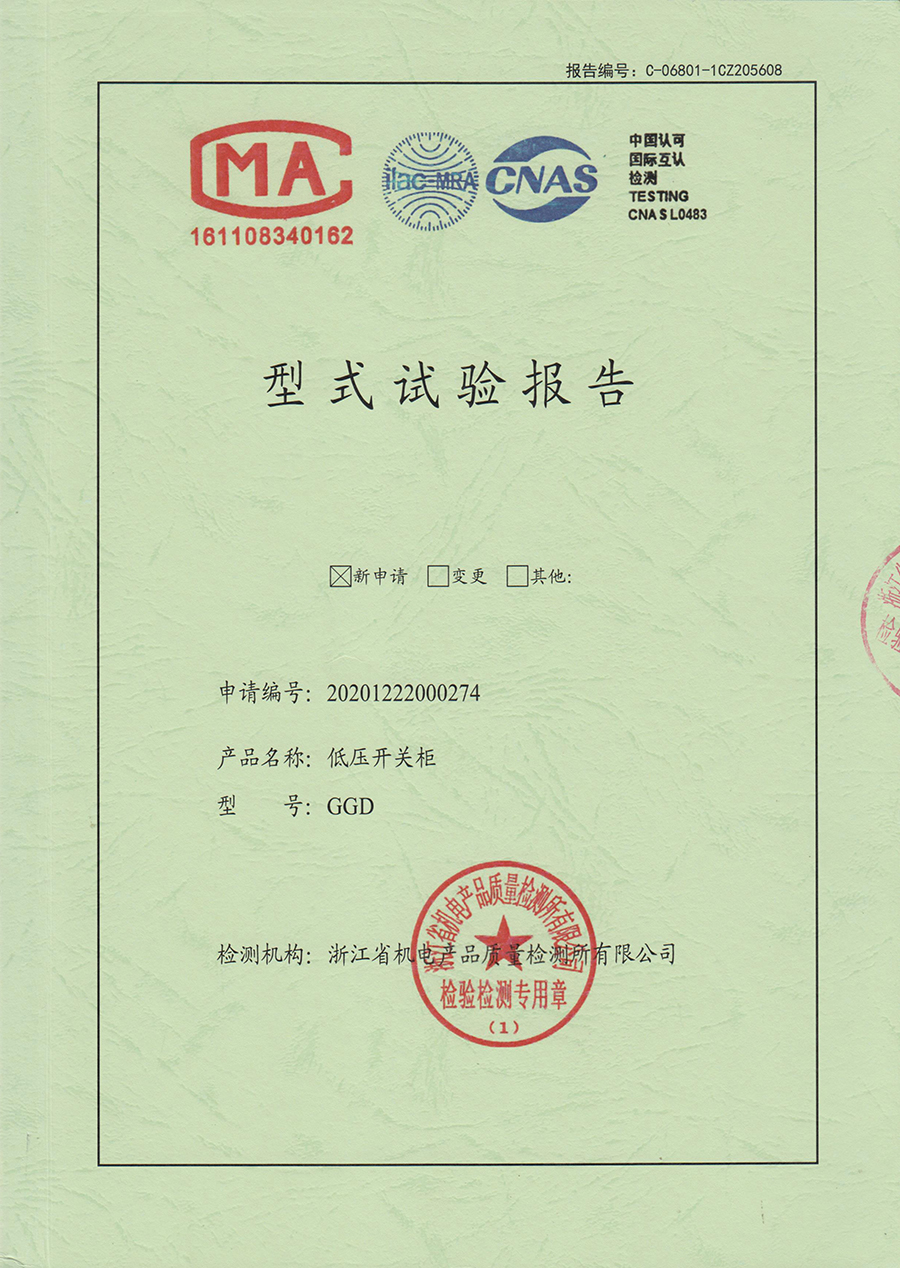 报告编号：C-06801-1CZ205608
MA
161108340162
ilac-MRA
CNAS
中国认可
国际互认
检测
TESTING
CNAS L0483
型式试验报告
新申请 变更 其他:
申请编号: 20201222000274
产品名称: 低压开关柜
型 号: GGD
检测机构: 浙江省机电产品质量检测所有限公司
浙江省机电产品质量检测所有限公司
检验检测专用章
(1)